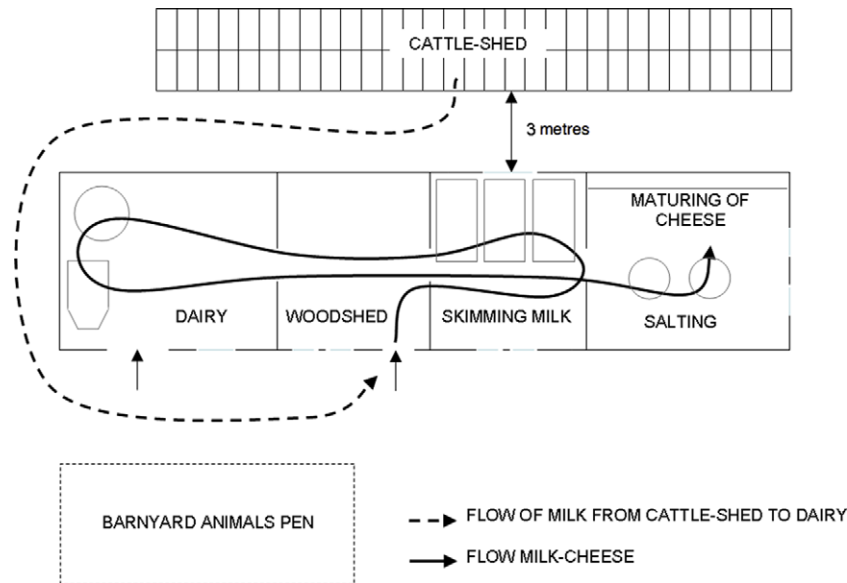 CATTLE-SHED
3 metres
MATURING OF
CHEESE
DAIRY
WOODSHED
SKIMMING MILK
SALTING
BARNYARD ANIMALS PEN
FLOW OF MILK FROM CATTLE-SHED TO DAIRY
FLOW MILK-CHEESE